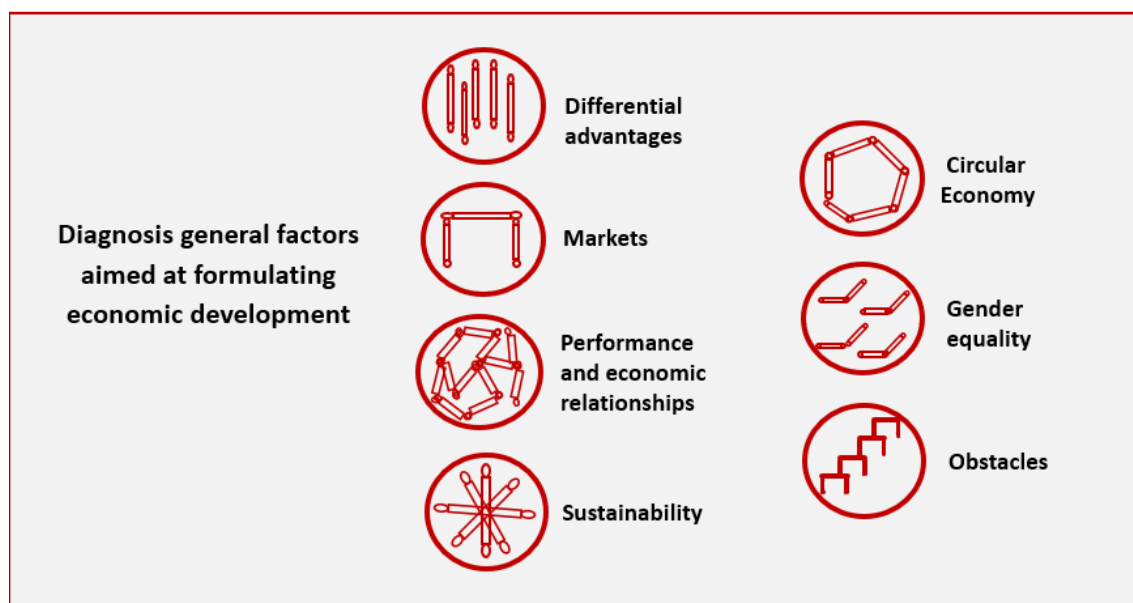 Diagnosis general factors
aimed at formulating
economic development
Differential
advantages
Markets
Performance
and economic
relationships
Sustainability
Circular
Economy
Gender
equality
Obstacles